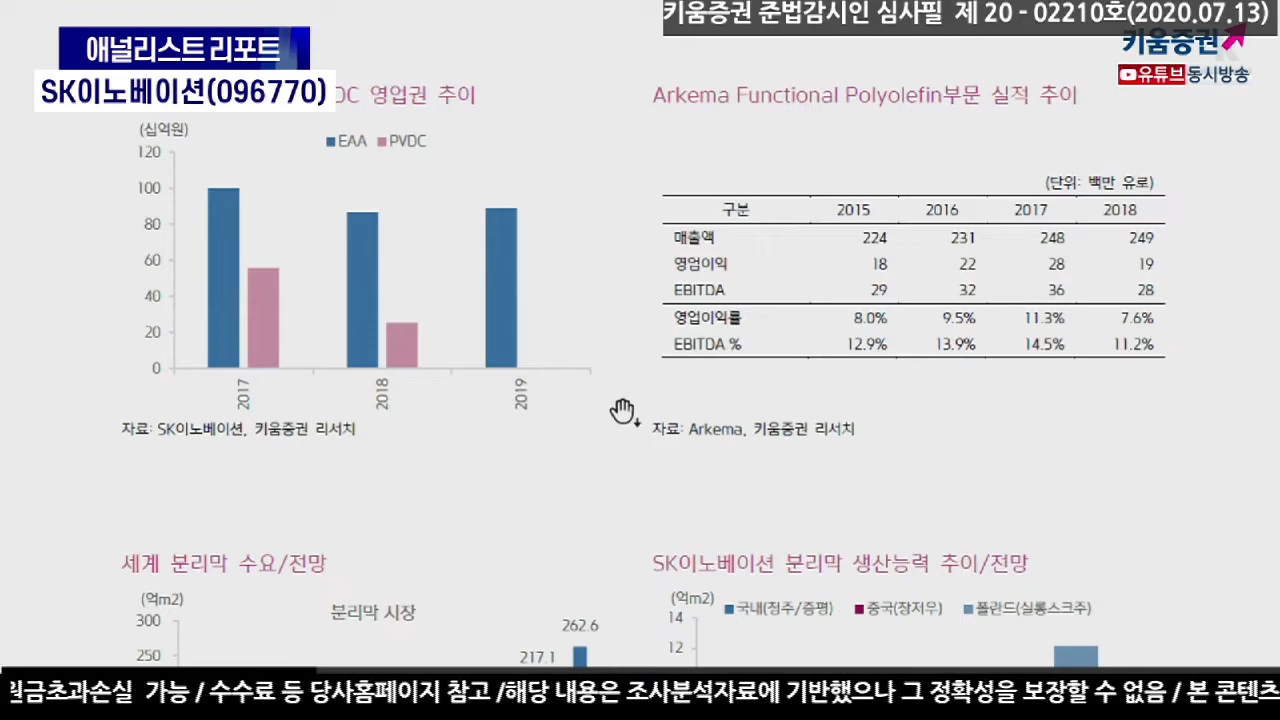 키움증권 준법감시인 심사필 제 20 - 02210호(2020.07.13)
애널리스트 리포트
키움증권
SK이노베이션(096770)
유튜브동시방송
DC 영업권 추이
Arkema Functional Polyolefin부문 실적 추이
(십억원)
EAA PVDC
120
100
80
60
40
20
0
2017 2018 2019
(단위: 백만 유로)
구분 2015 2016 2017 2018
매출액 224 231 248 249
영업이익 18 22 28 19
EBITDA 29 32 36 28
영업이익률 8.0% 9.5% 11.3% 7.6%
EBITDA % 12.9% 13.9% 14.5% 11.2%
자료: SK이노베이션, 키움증권 리서치
자료: Arkema, 키움증권 리서치
세계 분리막 수요/전망
SK이노베이션 분리막 생산능력 추이/전망
(억m2)
분리막 시장
300
250
262.6
217.1
(억m2)
국내(청주/증평) 중국(창저우) 폴란드(실롱스크주)
14
12
원금초과손실 가능 / 수수료 등 당사홈페이지 참고 /해당 내용은 조사분석자료에 기반했으나 그 정확성을 보장할 수 없음 / 본 콘텐츠